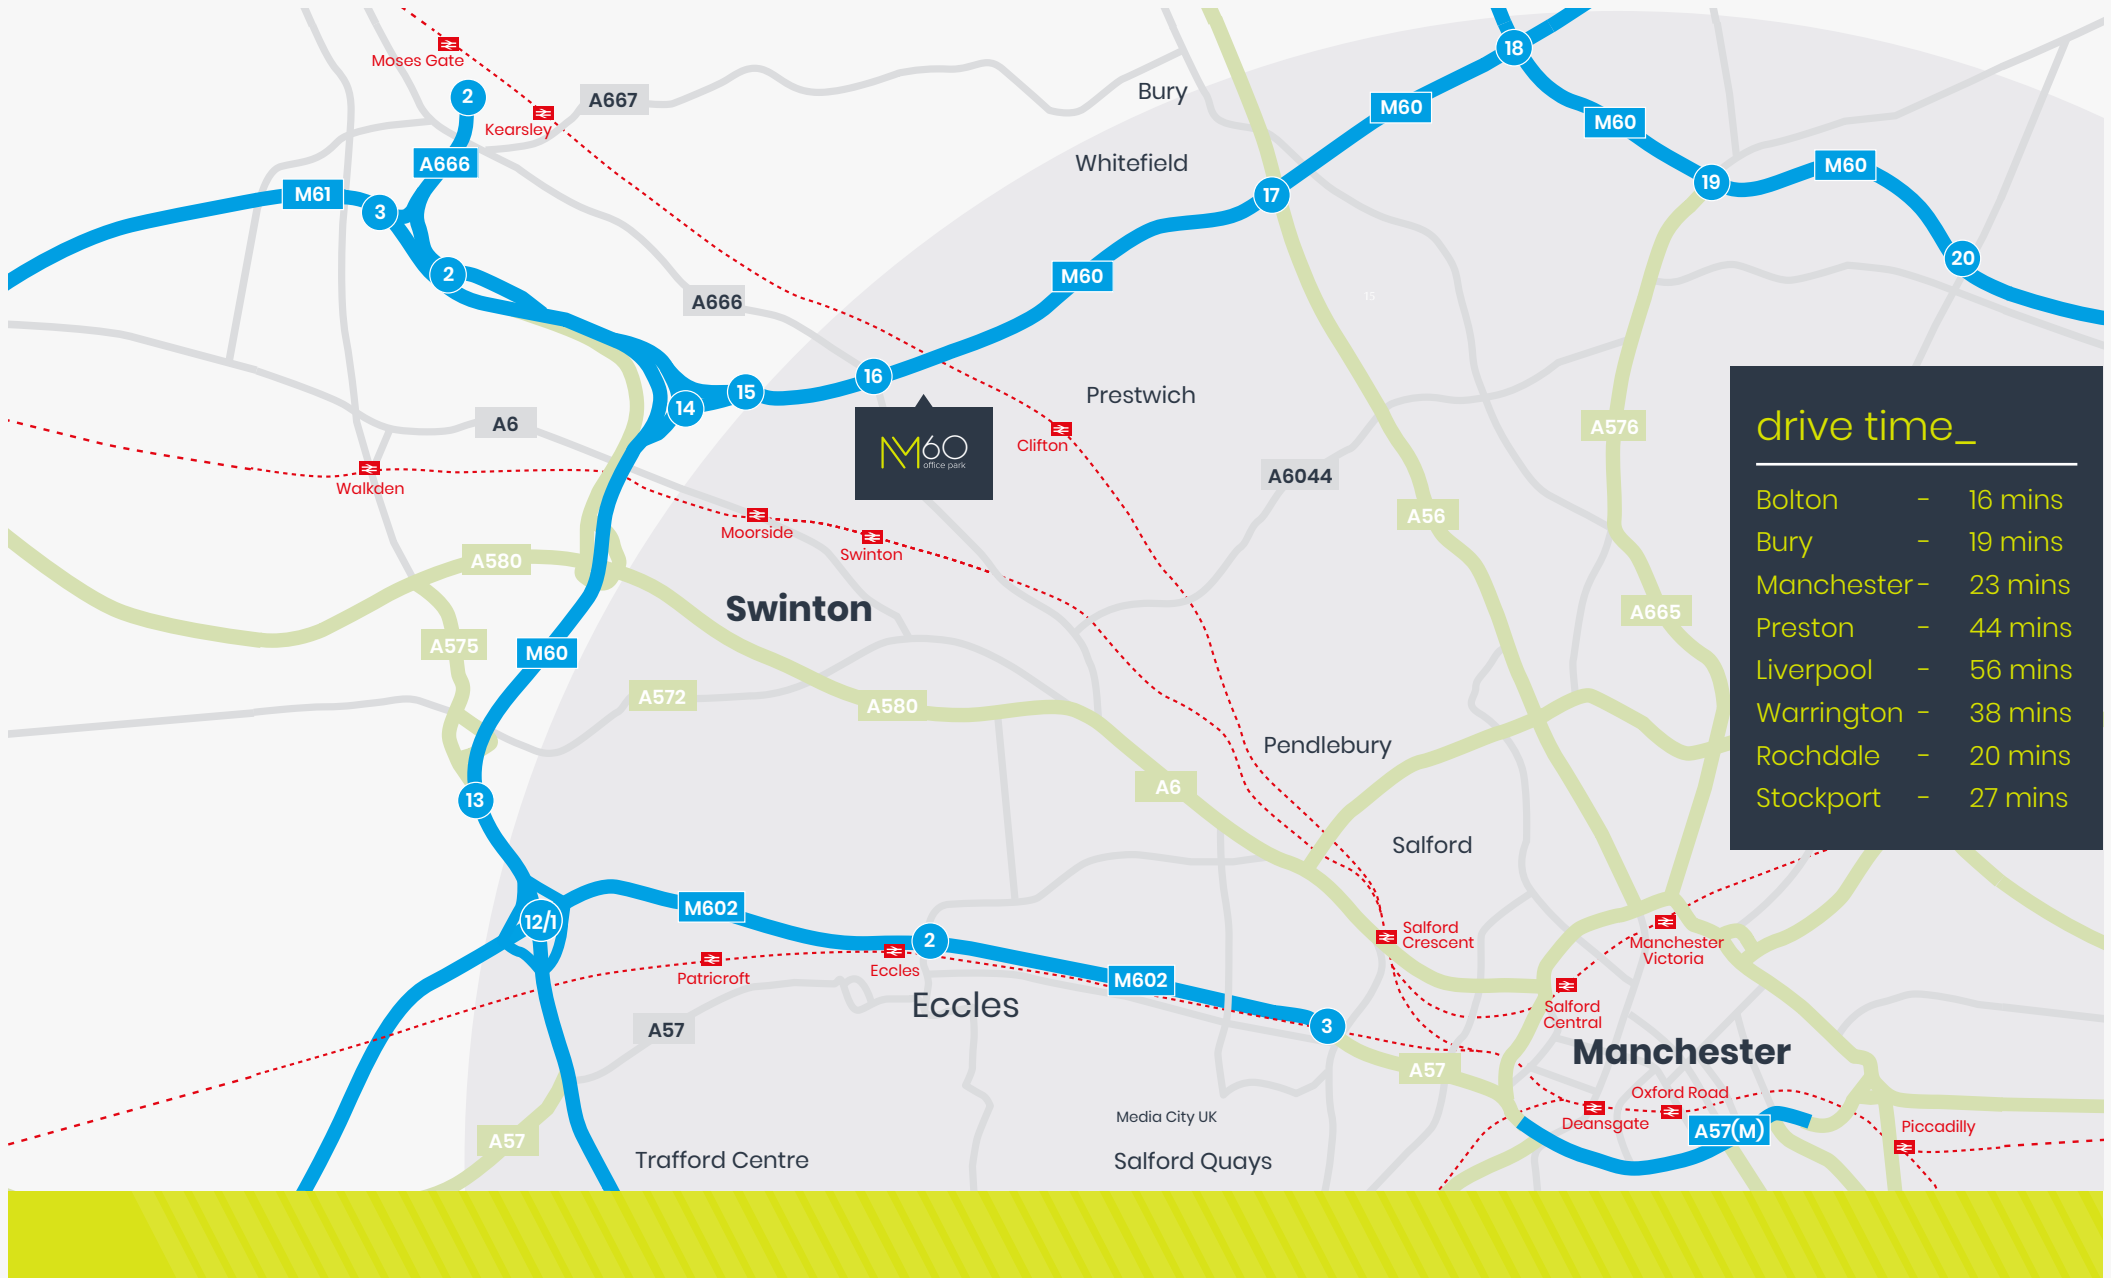 18
Moses Gate
2
A667
Bury
M60
Kearsley
M60
A666
Whitefield
M60
M61
3
17
19
20
2
M60
A666
15
16
15
14
Prestwich
A6
NM60
office park
Clifton
A576
drive time_
Bolton - 16 mins
Bury - 19 mins
Manchester - 23 mins
Preston - 44 mins
Liverpool - 56 mins
Warrington - 38 mins
Rochdale - 20 mins
Stockport - 27 mins
Walkden
A6044
Moorside
A56
Swinton
A580
Swinton
A665
A575
M60
A572
A580
Pendlebury
A6
13
Salford
M602
12/1
2
Salford
Crescent
Manchester
Victoria
Patricroft
Eccles
M602
Eccles
Salford
Central
A57
3
Manchester
A57
Oxford Road
Media City UK
Deansgate
A57(M)
Piccadilly
A57
Trafford Centre
Salford Quays